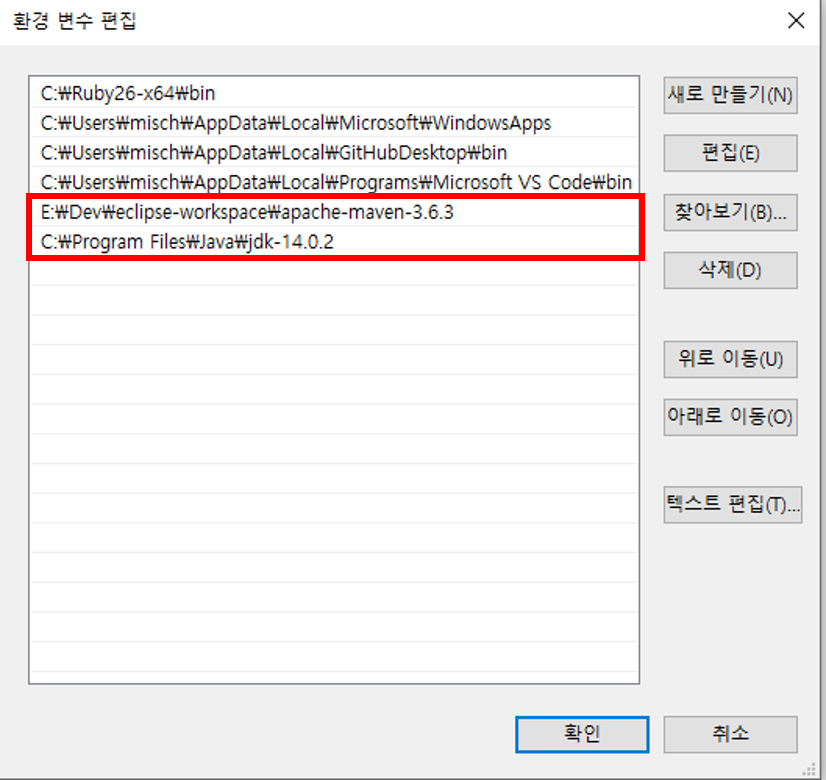 환경 변수 편집
C:₩Ruby26-x64₩bin
C:₩Users₩misch₩AppData₩Local₩Microsoft₩WindowsApps
C:₩Users₩misch₩AppData₩Local₩GitHubDesktop₩bin
C:₩Users₩misch₩AppData₩Local₩Programs₩Microsoft VS Code₩bin
E:₩Dev₩eclipse-workspace₩apache-maven-3.6.3
C:₩Program Files₩Java₩jdk-14.0.2
새로 만들기(N)
편집(E)
찾아보기(B)...
삭제(D)
위로 이동(U)
아래로 이동(O)
텍스트 편집(T)...
확인
취소